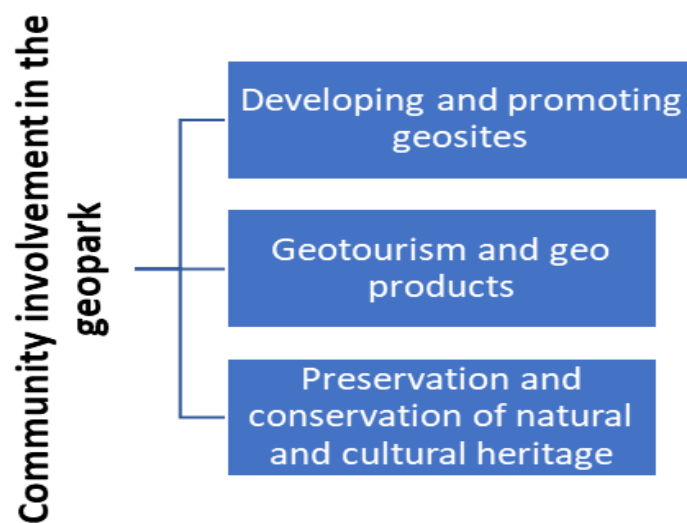 Community involvement in the
geopark
Developing and promoting
geosites
Geotourism and geo
products
Preservation and
conservation of natural
and cultural heritage